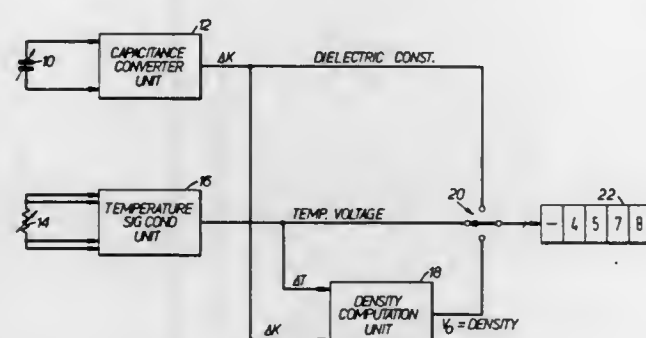 12
10
CAPACITANCE
CONVERTER
UNIT
ΔK
DIELECTRIC CONST.
16
14
TEMPERATURE
SIG COND
UNIT
TEMP. VOLTAGE
20
22
- 4 5 7 8
ΔT
18
DENSITY
COMPUTATION
UNIT
ΔK
V₀ = DENSITY